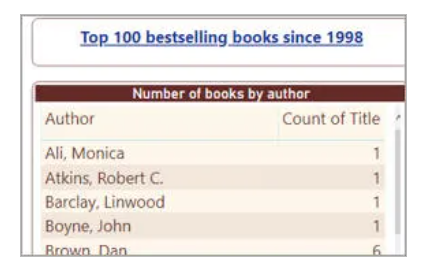 Top 100 bestselling books since 1998
Number of books by author
Author Count of Title
Ali, Monica 1
Atkins, Robert C. 1
Barclay, Linwood 1
Boyne, John 1
Brown, Dan 6